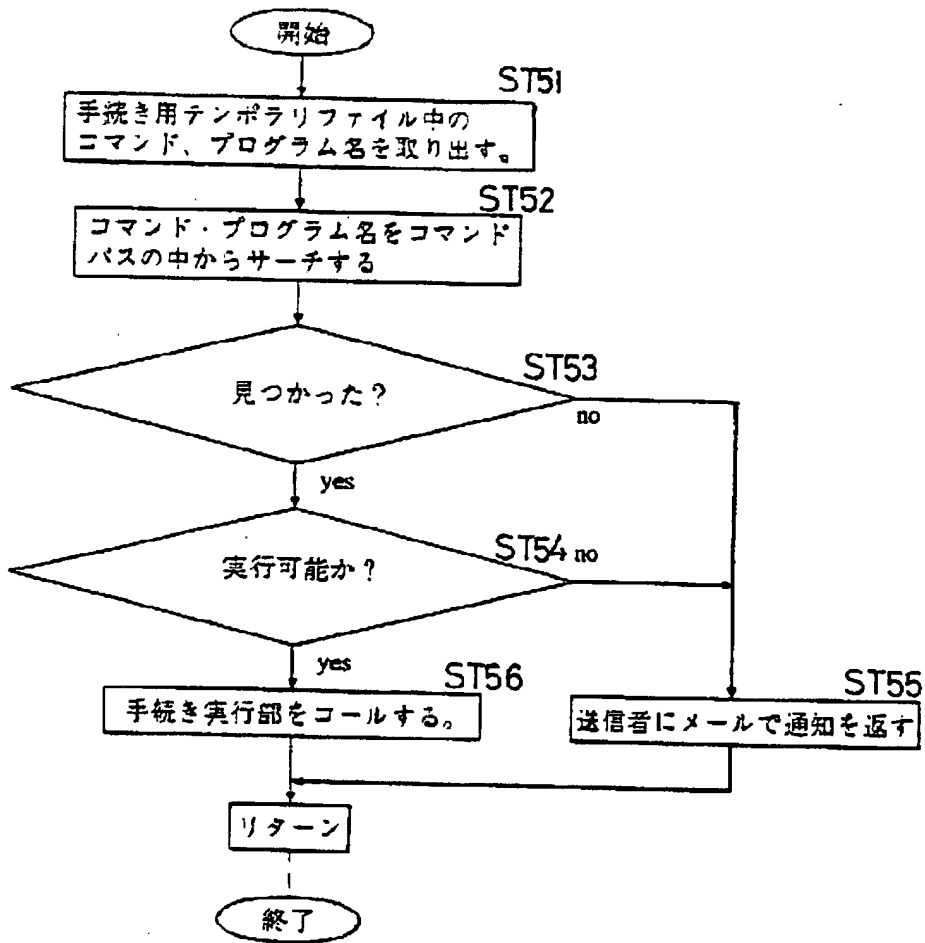 開始
ST51
手続き用テンポラリファイル中の
コマンド、プログラム名を取り出す。
ST52
コマンド・プログラム名をコマンド
パスの中からサーチする
ST53
見つかった?
no
yes
ST54 no
実行可能か?
yes
ST56
手続き実行部をコールする。
ST55
送信者にメールで通知を返す
リターン
終了